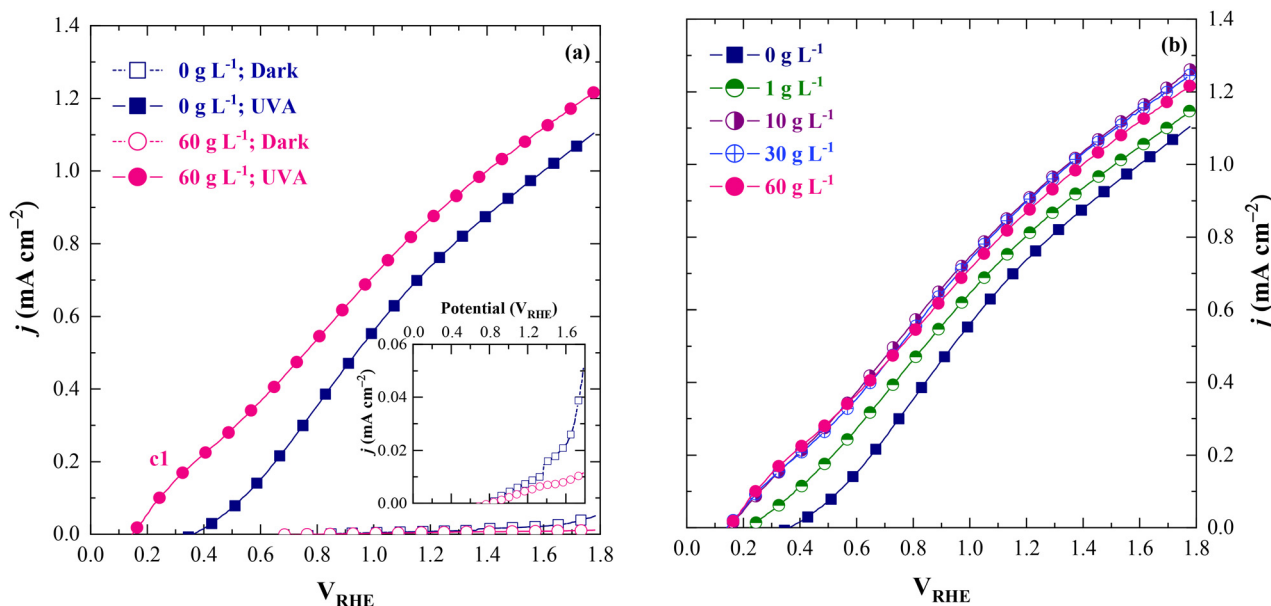 (a)
0 g L⁻¹; Dark
0 g L⁻¹; UVA
60 g L⁻¹; Dark
60 g L⁻¹; UVA
c1
j (mA cm⁻²)
1.4
1.2
1.0
0.8
0.6
0.4
0.2
0.0
0.0 0.2 0.4 0.6 0.8 1.0 1.2 1.4 1.6 1.8
V_RHE
Potential (V_RHE)
0.0 0.4 0.8 1.2 1.6
j (mA cm⁻²)
0.06
0.04
0.02
0.00
(b)
0 g L⁻¹
1 g L⁻¹
10 g L⁻¹
30 g L⁻¹
60 g L⁻¹
1.4
1.2
1.0
0.8
0.6
0.4
0.2
0.0
j (mA cm⁻²)
0.0 0.2 0.4 0.6 0.8 1.0 1.2 1.4 1.6 1.8
V_RHE